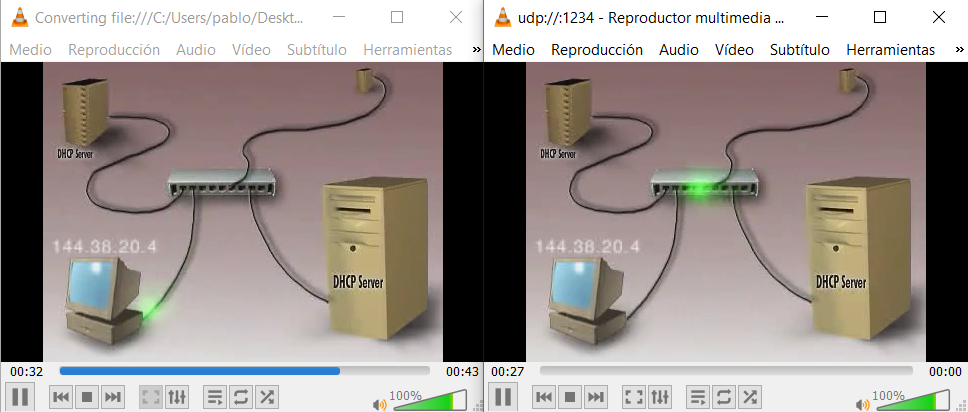 Converting file:///C:/Users/pablo/Deskt...
Medio Reproducción Audio Vídeo Subtítulo Herramientas »
DHCP Server
144.38.20.4
DHCP Server
00:32 00:43
100%
udp://:1234 - Reproductor multimedia ...
Medio Reproducción Audio Vídeo Subtítulo Herramientas »
DHCP Server
144.38.20.4
DHCP Server
00:27 00:00
100%